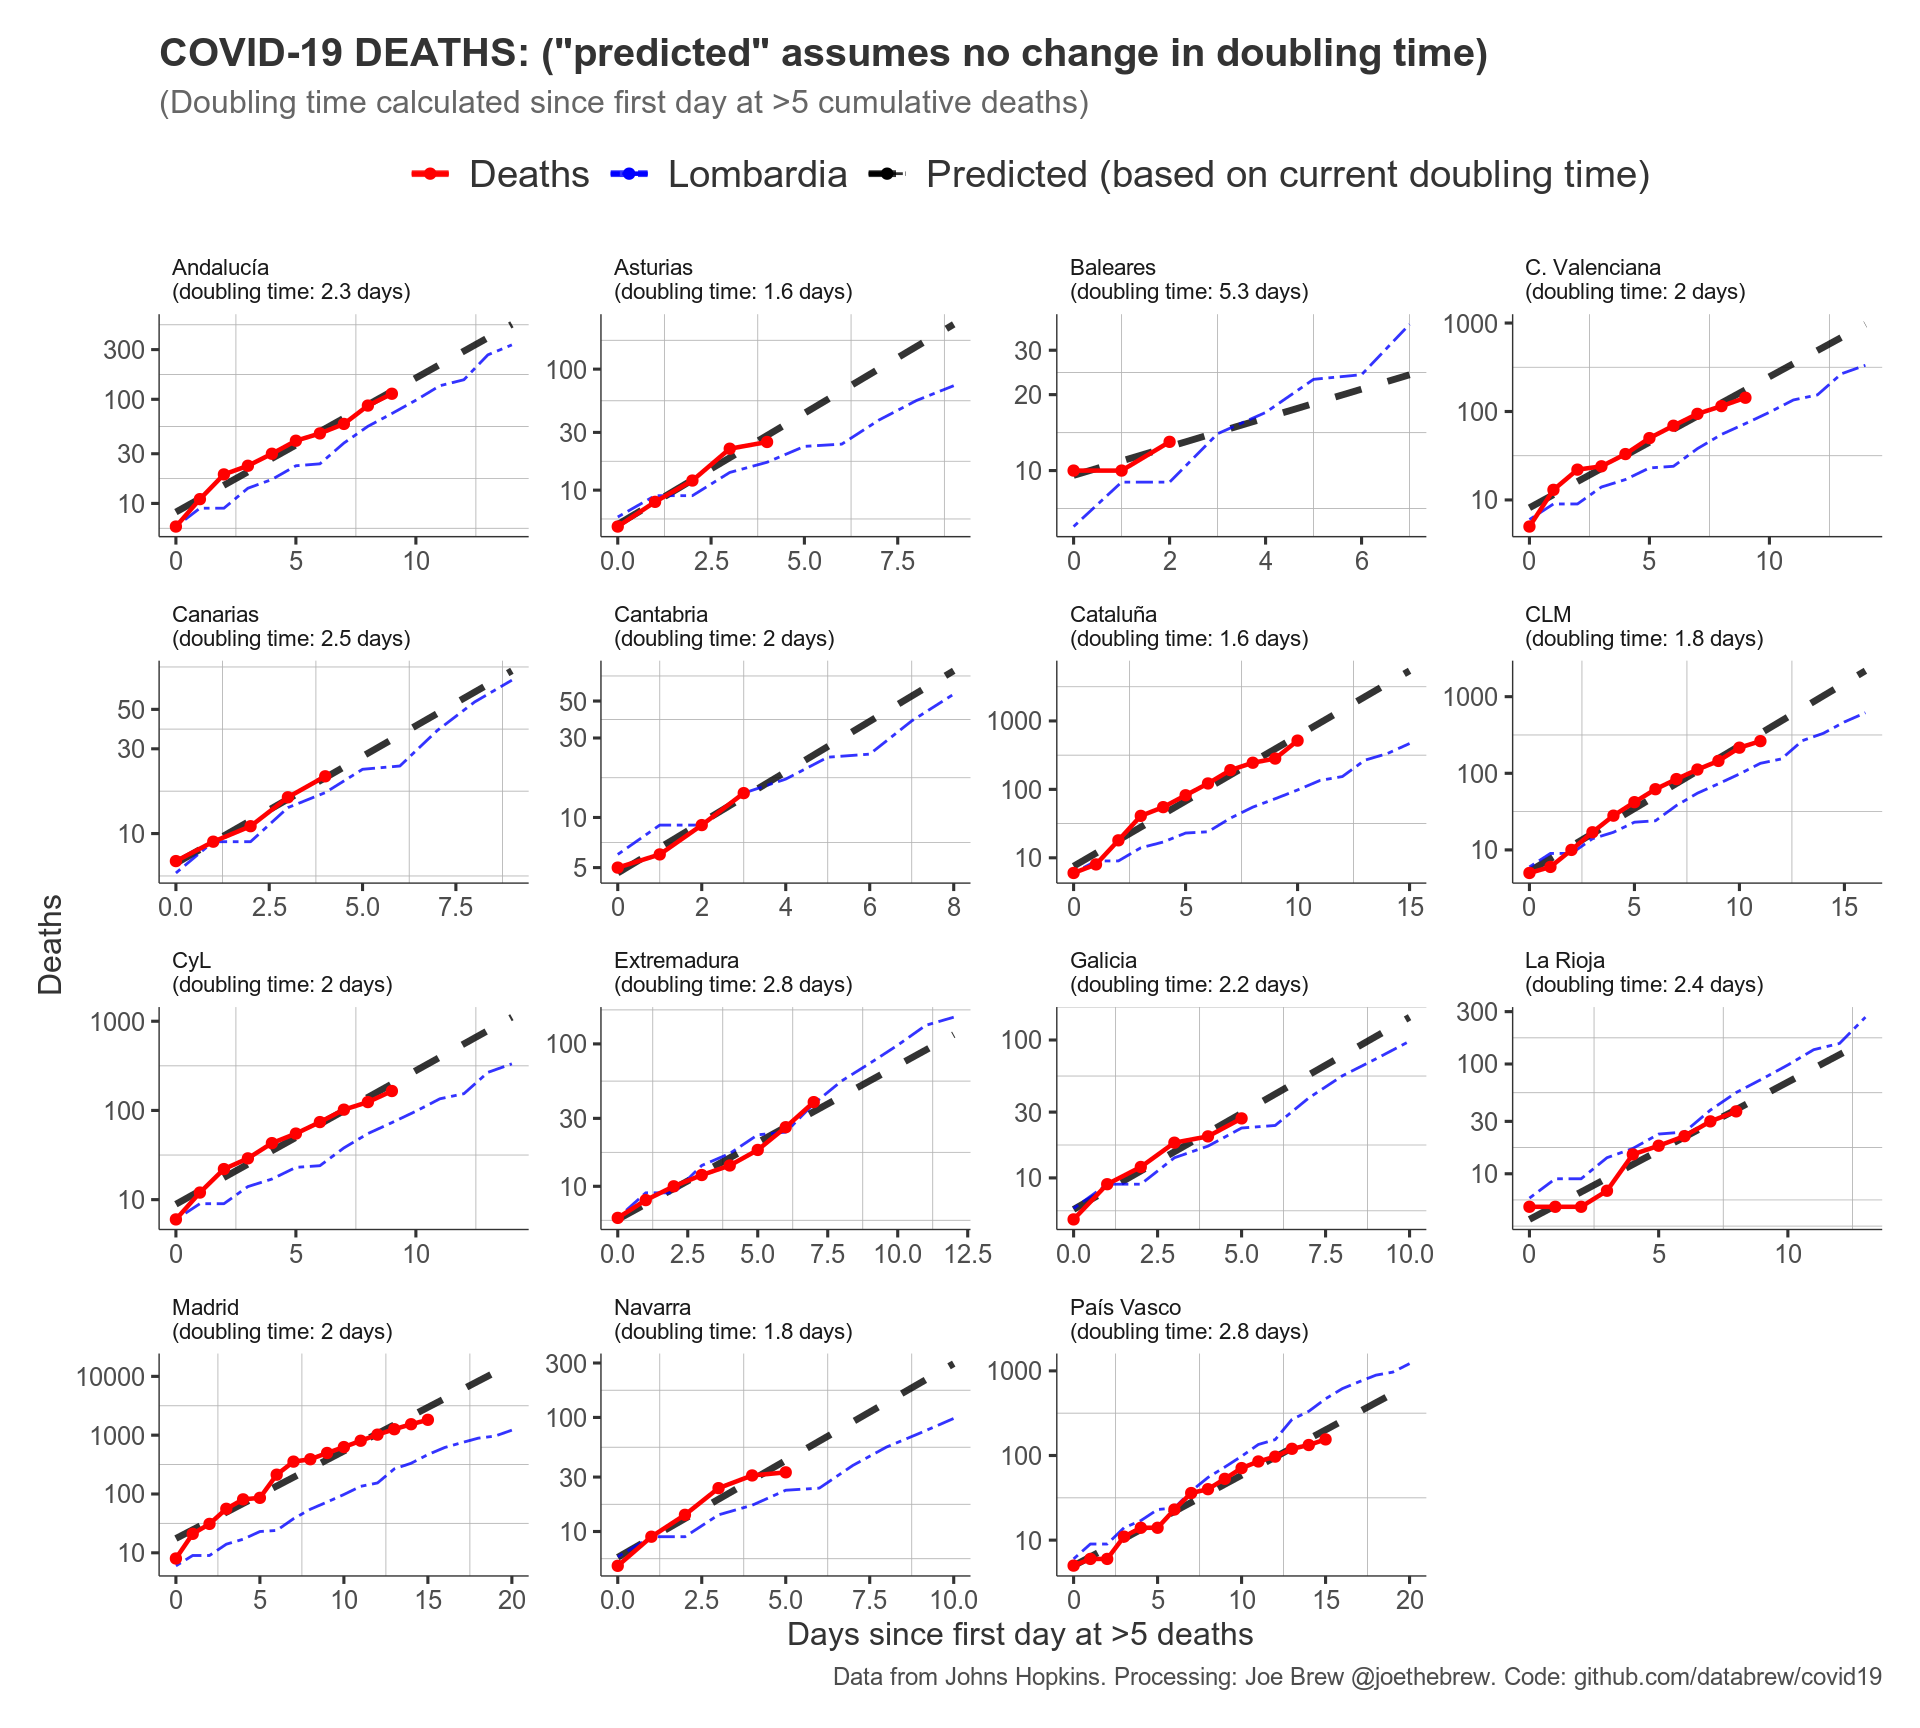 COVID-19 DEATHS: ("predicted" assumes no change in doubling time)
(Doubling time calculated since first day at >5 cumulative deaths)
Deaths Lombardia Predicted (based on current doubling time)
Andalucía
(doubling time: 2.3 days)
300
100
30
10
0 5 10
Asturias
(doubling time: 1.6 days)
100
30
10
0.0 2.5 5.0 7.5
Baleares
(doubling time: 5.3 days)
30
20
10
0 2 4 6
C. Valenciana
(doubling time: 2 days)
1000
100
10
0 5 10
Canarias
(doubling time: 2.5 days)
50
30
10
0.0 2.5 5.0 7.5
Cantabria
(doubling time: 2 days)
50
30
10
5
0 2 4 6 8
Cataluña
(doubling time: 1.6 days)
1000
100
10
0 5 10 15
CLM
(doubling time: 1.8 days)
1000
100
10
0 5 10 15
CyL
(doubling time: 2 days)
1000
100
10
0 5 10
Extremadura
(doubling time: 2.8 days)
100
30
10
0.0 2.5 5.0 7.5 10.0 12.5
Galicia
(doubling time: 2.2 days)
100
30
10
0.0 2.5 5.0 7.5 10.0
La Rioja
(doubling time: 2.4 days)
300
100
30
10
0 5 10
Madrid
(doubling time: 2 days)
10000
1000
100
10
0 5 10 15 20
Navarra
(doubling time: 1.8 days)
300
100
30
10
0.0 2.5 5.0 7.5 10.0
País Vasco
(doubling time: 2.8 days)
1000
100
10
0 5 10 15 20
Deaths
Days since first day at >5 deaths
Data from Johns Hopkins. Processing: Joe Brew @joethebrew. Code: github.com/databrew/covid19